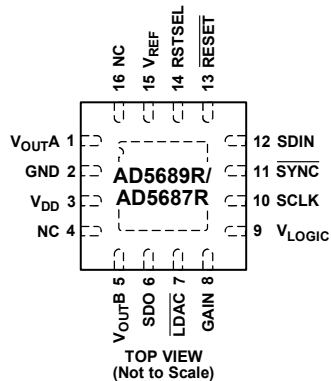 16 NC
15 VREF
14 RSTSEL
13 RESET
VOUTA 1
GND 2
VDD 3
NC 4
AD5689R/
AD5687R
12 SDIN
11 SYNC
10 SCLK
9 VLOGIC
VOUTB 5
SDO 6
LDAC 7
GAIN 8
TOP VIEW
(Not to Scale)